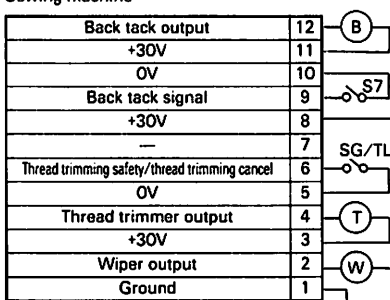 Sewing machine
Back tack output 12 B
+30V 11
0V 10
S7
Back tack signal 9
+30V 8
— 7
SG/TL
Thread trimming safety/thread trimming cancel 6
0V 5
Thread trimmer output 4 T
+30V 3
Wiper output 2 W
Ground 1